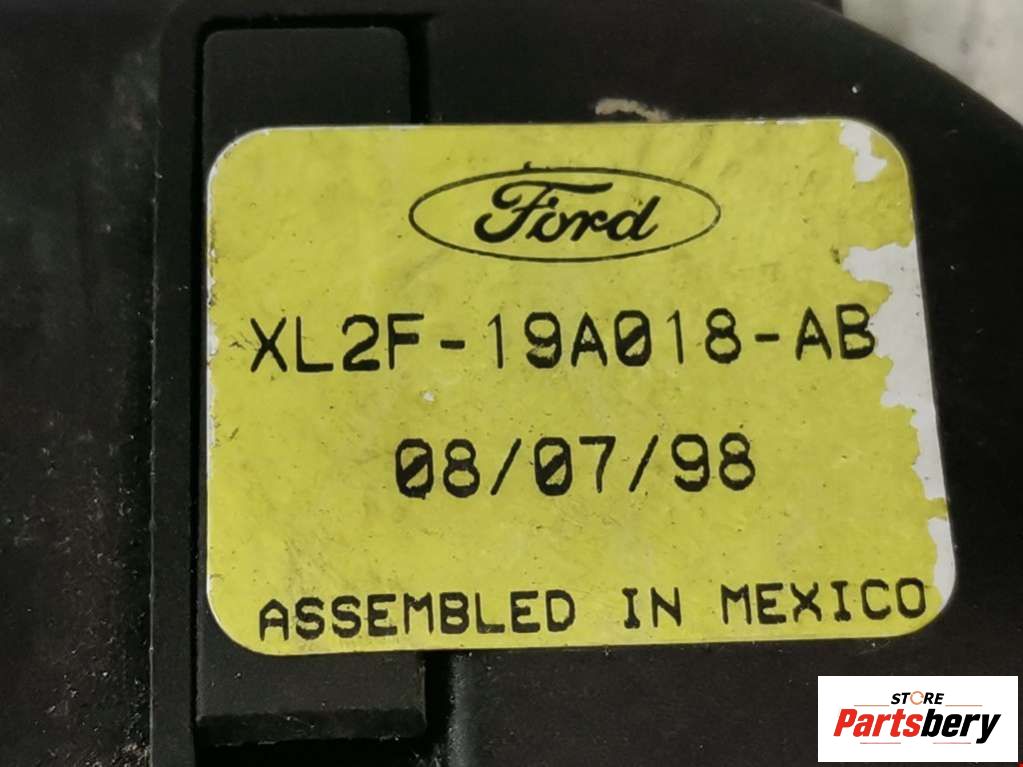 Ford
XL2F-19A018-AB
08/07/98
ASSEMBLED IN MEXICO
STORE
Partsbery